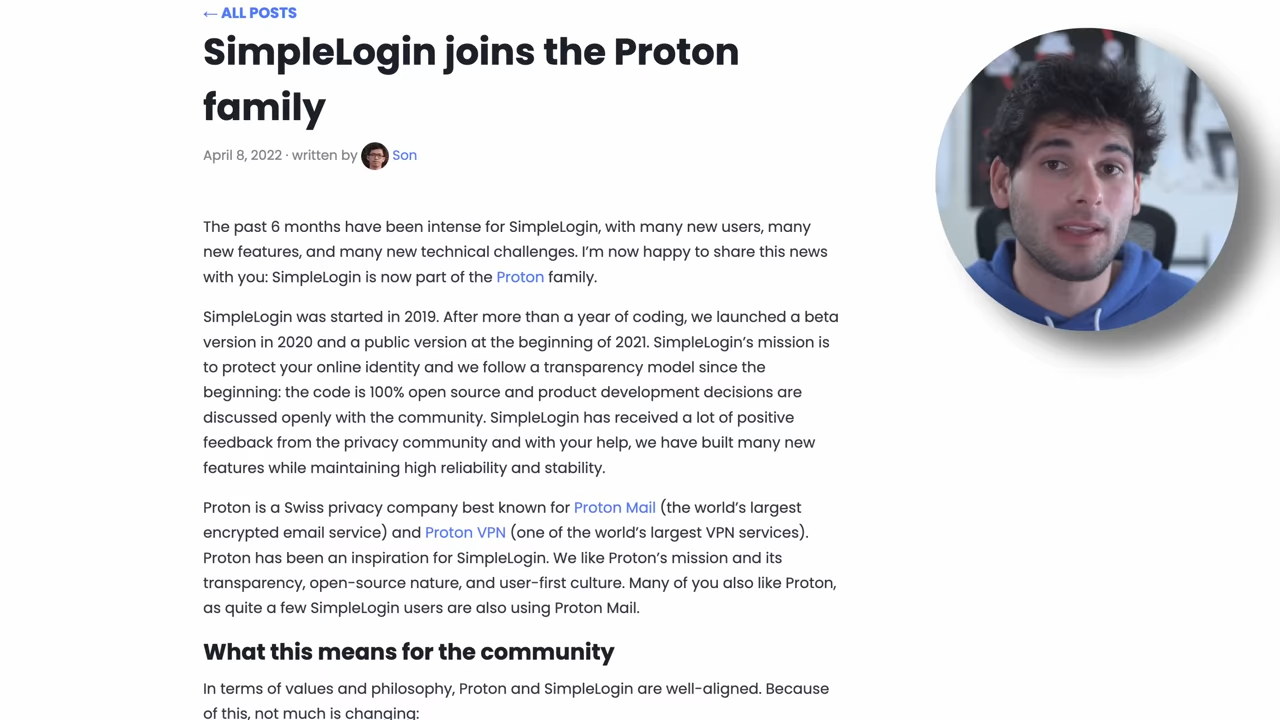 ← ALL POSTS
SimpleLogin joins the Proton
family
April 8, 2022 · written by Son
The past 6 months have been intense for SimpleLogin, with many new users, many
new features, and many new technical challenges. I’m now happy to share this news
with you: SimpleLogin is now part of the Proton family.
SimpleLogin was started in 2019. After more than a year of coding, we launched a beta
version in 2020 and a public version at the beginning of 2021. SimpleLogin’s mission is
to protect your online identity and we follow a transparency model since the
beginning: the code is 100% open source and product development decisions are
discussed openly with the community. SimpleLogin has received a lot of positive
feedback from the privacy community and with your help, we have built many new
features while maintaining high reliability and stability.
Proton is a Swiss privacy company best known for Proton Mail (the world’s largest
encrypted email service) and Proton VPN (one of the world’s largest VPN services).
Proton has been an inspiration for SimpleLogin. We like Proton’s mission and its
transparency, open-source nature, and user-first culture. Many of you also like Proton,
as quite a few SimpleLogin users are also using Proton Mail.
What this means for the community
In terms of values and philosophy, Proton and SimpleLogin are well-aligned. Because
of this, not much is changing: